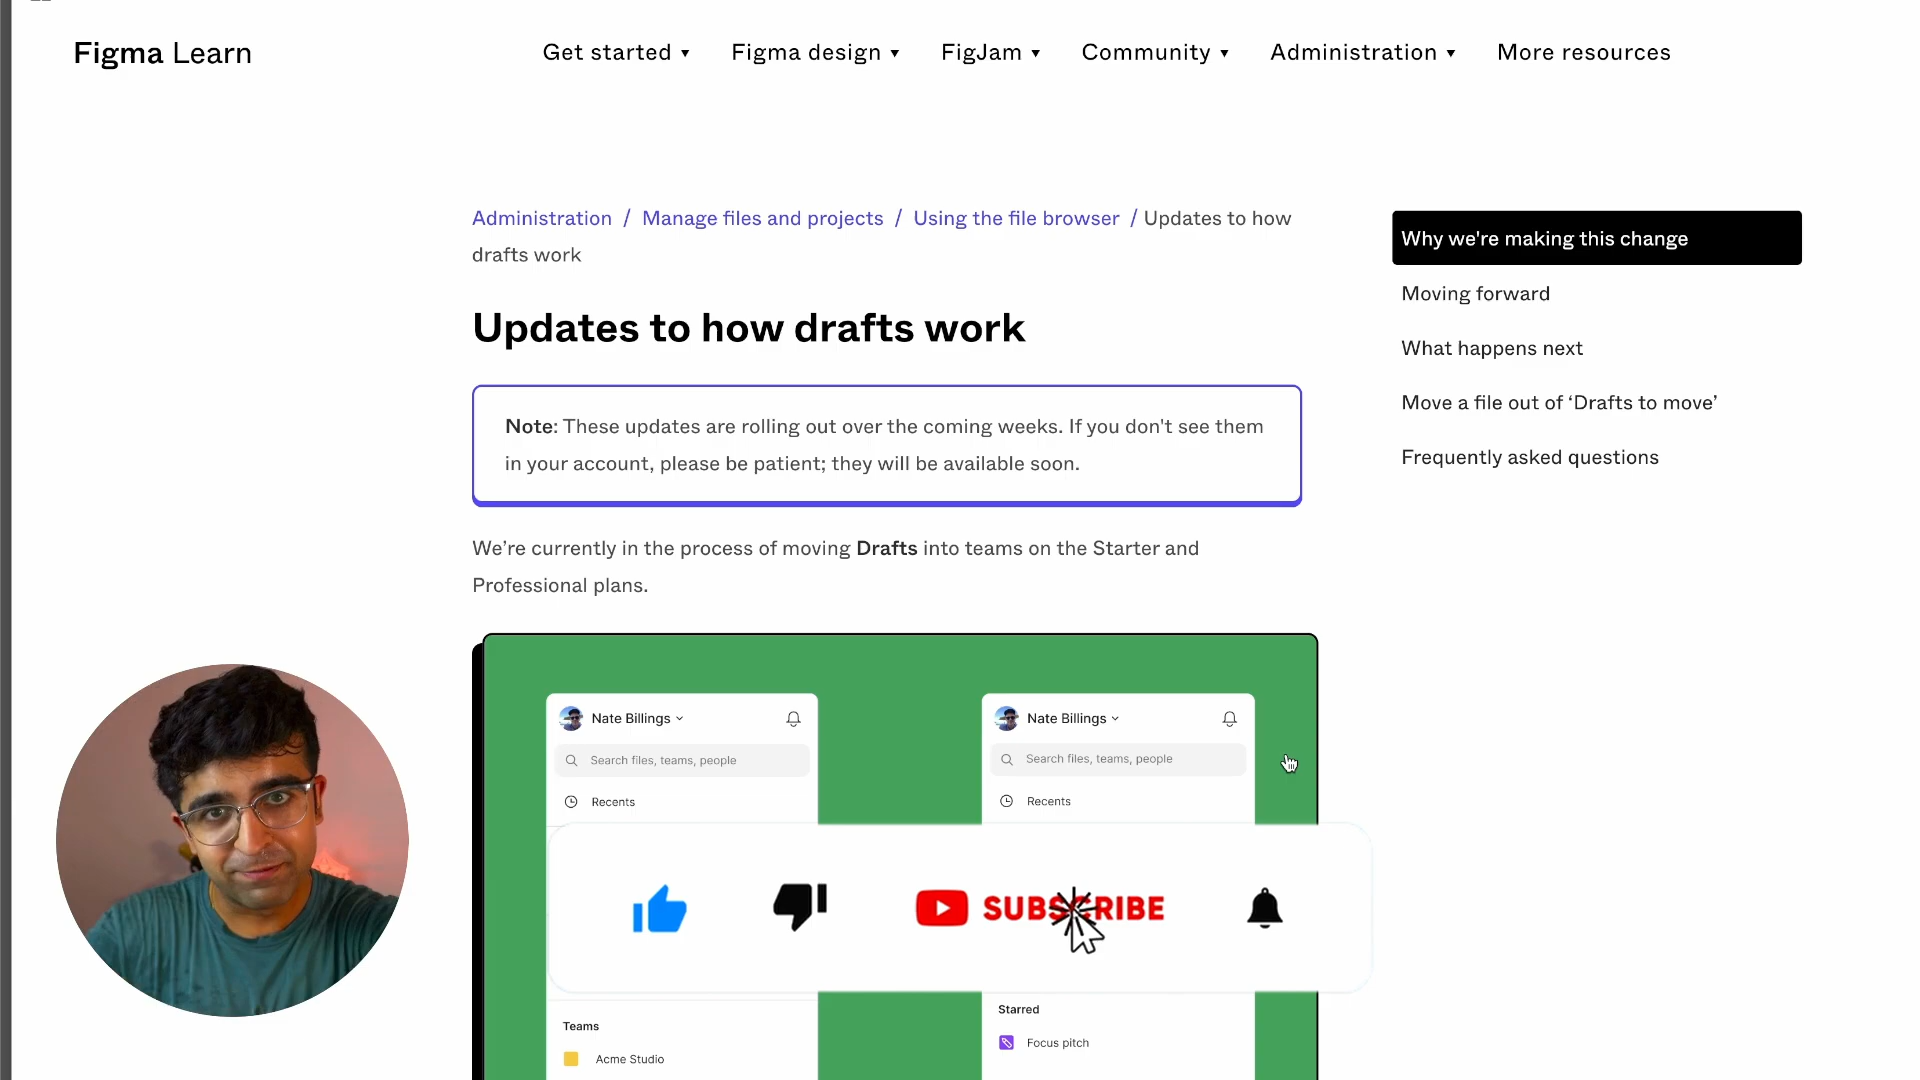 Figma Learn
Get started ▾ Figma design ▾ FigJam ▾ Community ▾ Administration ▾ More resources
Administration / Manage files and projects / Using the file browser / Updates to how
drafts work
Updates to how drafts work
Note: These updates are rolling out over the coming weeks. If you don't see them
in your account, please be patient; they will be available soon.
We’re currently in the process of moving Drafts into teams on the Starter and
Professional plans.
Why we're making this change
Moving forward
What happens next
Move a file out of ‘Drafts to move’
Frequently asked questions
Nate Billings
Search files, teams, people
Recents
Teams
Acme Studio
Nate Billings
Search files, teams, people
Recents
Starred
Focus pitch
SUBSCRIBE